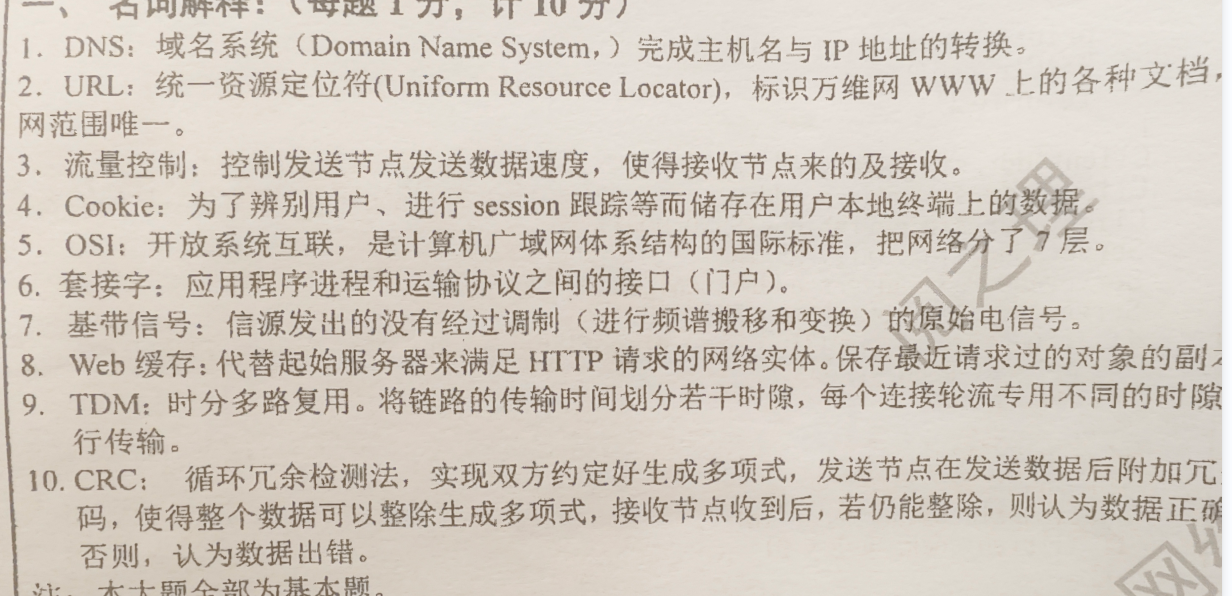 一、 名词解释：（每题 1 分，计 10 分）
1. DNS：域名系统（Domain Name System,）完成主机名与 IP 地址的转换。
2. URL：统一资源定位符(Uniform Resource Locator)，标识万维网 WWW 上的各种文档，
网范围唯一。
3. 流量控制：控制发送节点发送数据速度，使得接收节点来的及接收。
4. Cookie：为了辨别用户、进行 session 跟踪等而储存在用户本地终端上的数据。
5. OSI：开放系统互联，是计算机广域网体系结构的国际标准，把网络分了 7 层。
6. 套接字：应用程序进程和运输协议之间的接口（门户）。
7. 基带信号：信源发出的没有经过调制（进行频谱搬移和变换）的原始电信号。
8. Web 缓存：代替起始服务器来满足 HTTP 请求的网络实体。保存最近请求过的对象的副本
9. TDM：时分多路复用。将链路的传输时间划分若干时隙，每个连接轮流专用不同的时隙
行传输。
10. CRC： 循环冗余检测法，实现双方约定好生成多项式，发送节点在发送数据后附加冗
码，使得整个数据可以整除生成多项式，接收节点收到后，若仍能整除，则认为数据正确
否则，认为数据出错。
注：本大题全部为基本题。